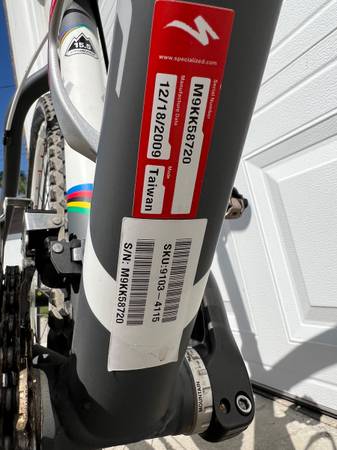 15.5
www.specialized.com
Serial Number
M9KK58720
Manufacture Date
12/18/2009
Made
Taiwan
SKU:9103-4115
S/N: M9KK58720
MOUNTAIN